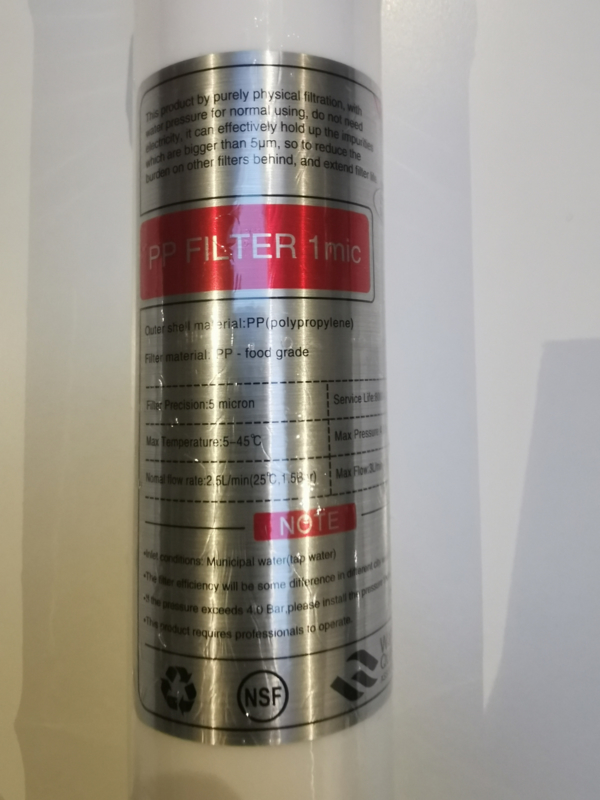 This product by purely physical filtration, with
water pressure for normal using, do not need
electricity, it can effectively hold up the impurities
which are bigger than 5μm, so to reduce the
burden on other filters behind, and extend filter
PP FILTER 1mic
Outer shell material:PP(polypropylene)
Filter material: PP - food grade
Filter Precision:5 micron
Service Life:
Max Temperature:5-45℃
Max Pressure
Normal flow rate:2.5L/min(25℃,1.5Bar)
Max Flow:
NOTE
•Inlet conditions: Municipal water(tap water)
•The filter efficiency will be some difference in different
•If the pressure exceeds 4.0 Bar,please install the pressure
•The product requires professionals to operate.
NSF